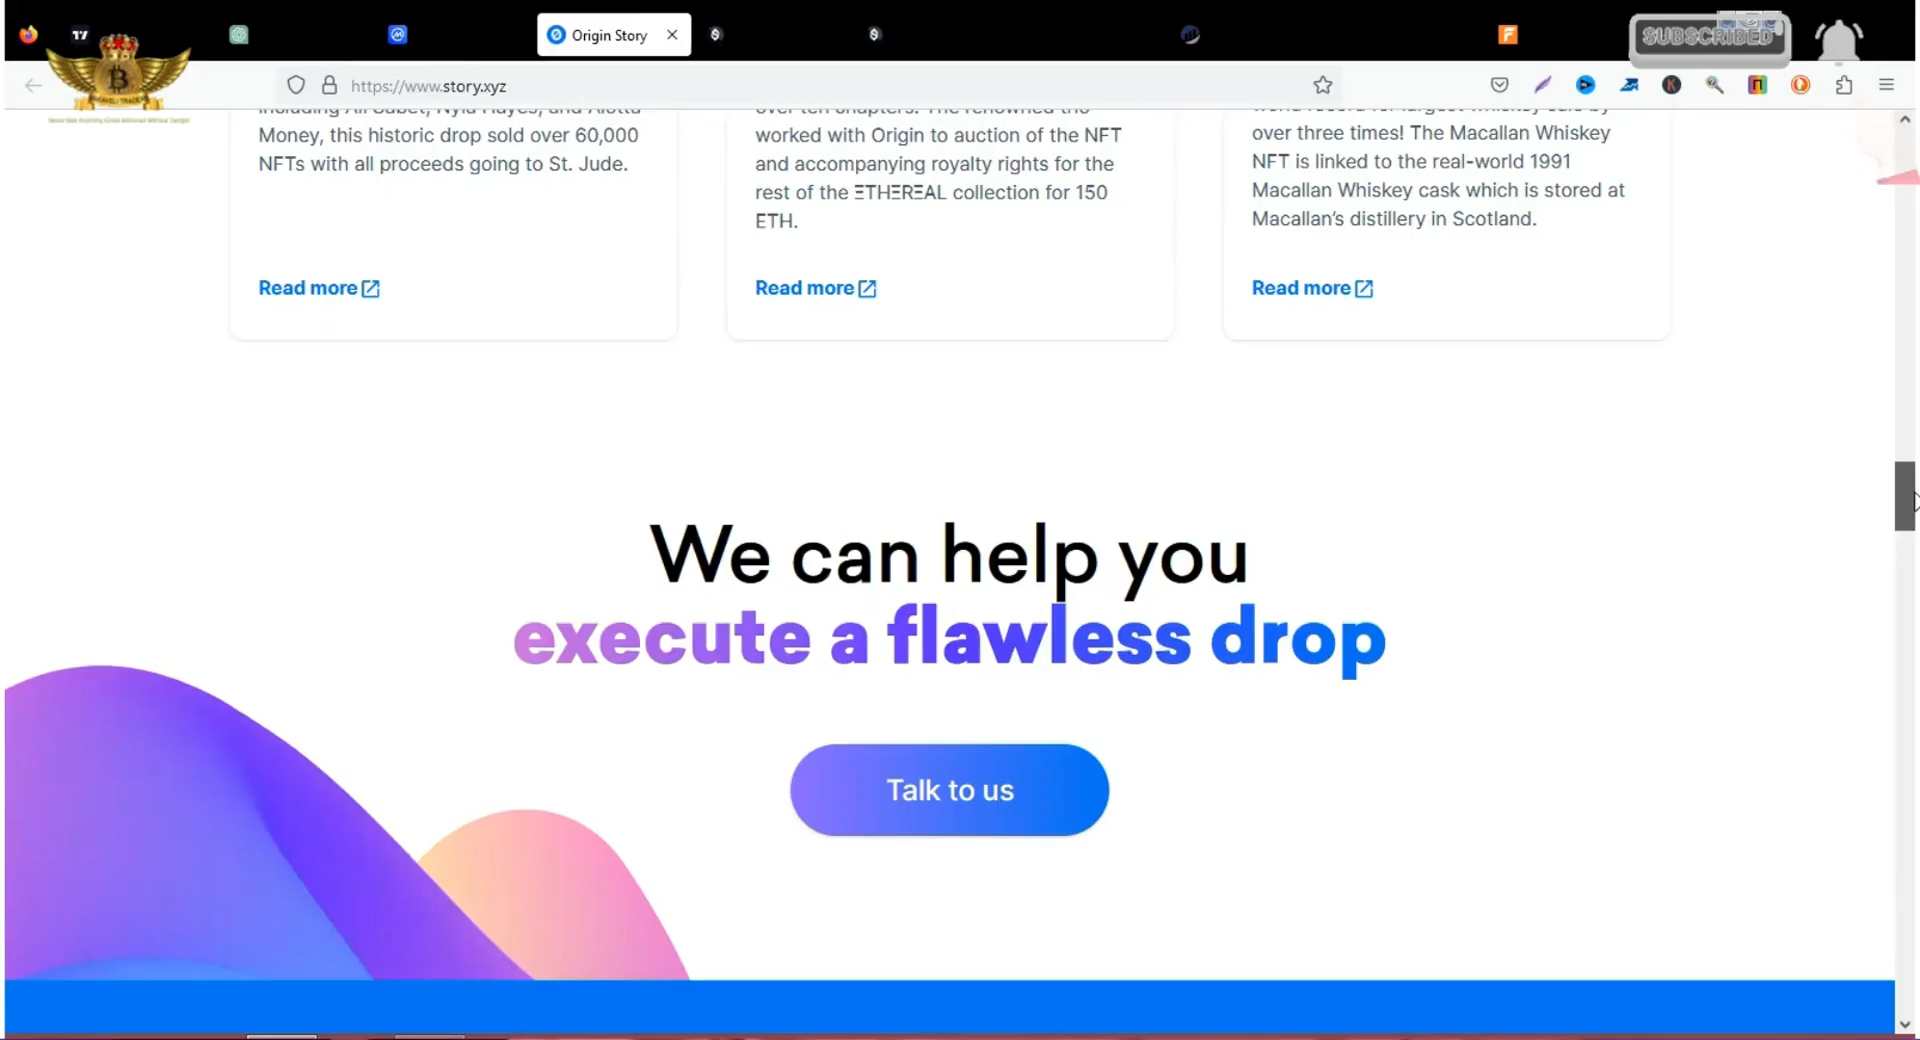 Origin Story
SUBSCRIBED
https://www.story.xyz
Money, this historic drop sold over 60,000
NFTs with all proceeds going to St. Jude.
Read more
worked with Origin to auction of the NFT
and accompanying royalty rights for the
rest of the ΞTHERΞAL collection for 150
ETH.
Read more
over three times! The Macallan Whiskey
NFT is linked to the real-world 1991
Macallan Whiskey cask which is stored at
Macallan’s distillery in Scotland.
Read more
We can help you
execute a flawless drop
Talk to us